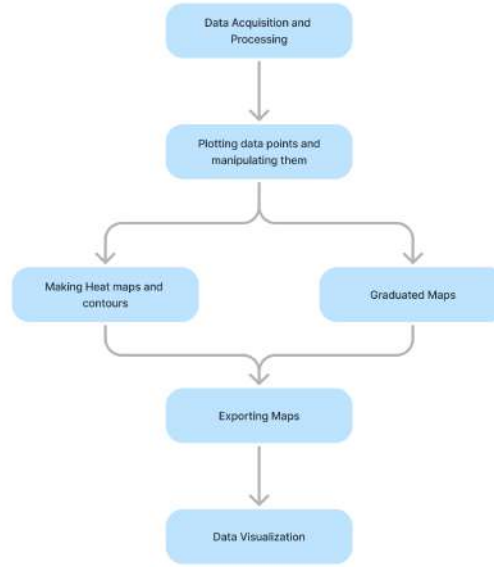 Data Acquisition and
Processing
Plotting data points and
manipulating them
Making Heat maps and
contours
Graduated Maps
Exporting Maps
Data Visualization